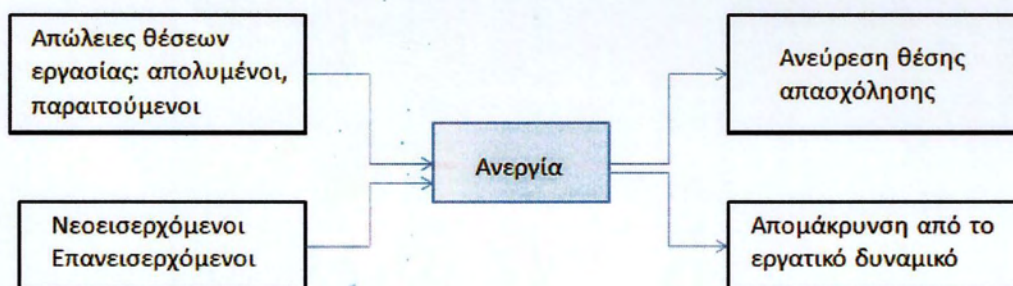 Απώλειες θέσεων
εργασίας: απολυμένοι,
παραιτούμενοι
Νεοεισερχόμενοι
Επανεισερχόμενοι
Ανεργία
Ανεύρεση θέσης
απασχόλησης
Απομάκρυνση από το
εργατικό δυναμικό